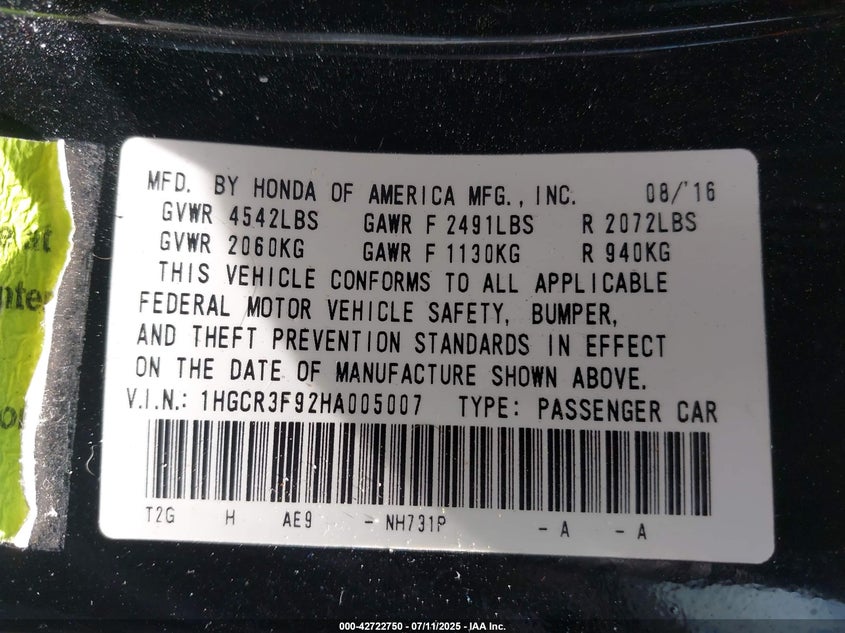 MFD. BY HONDA OF AMERICA MFG., INC. 08/'16
GVWR 4542LBS GAWR F 2491LBS R 2072LBS
GVWR 2060KG GAWR F 1130KG R 940KG
THIS VEHICLE CONFORMS TO ALL APPLICABLE
FEDERAL MOTOR VEHICLE SAFETY, BUMPER,
AND THEFT PREVENTION STANDARDS IN EFFECT
ON THE DATE OF MANUFACTURE SHOWN ABOVE.
V.I.N.: 1HGCR3F92HA005007 TYPE: PASSENGER CAR
T2G H AE9 - NH731P - A - A
000-42722750 - 07/11/2025 - IAA Inc.